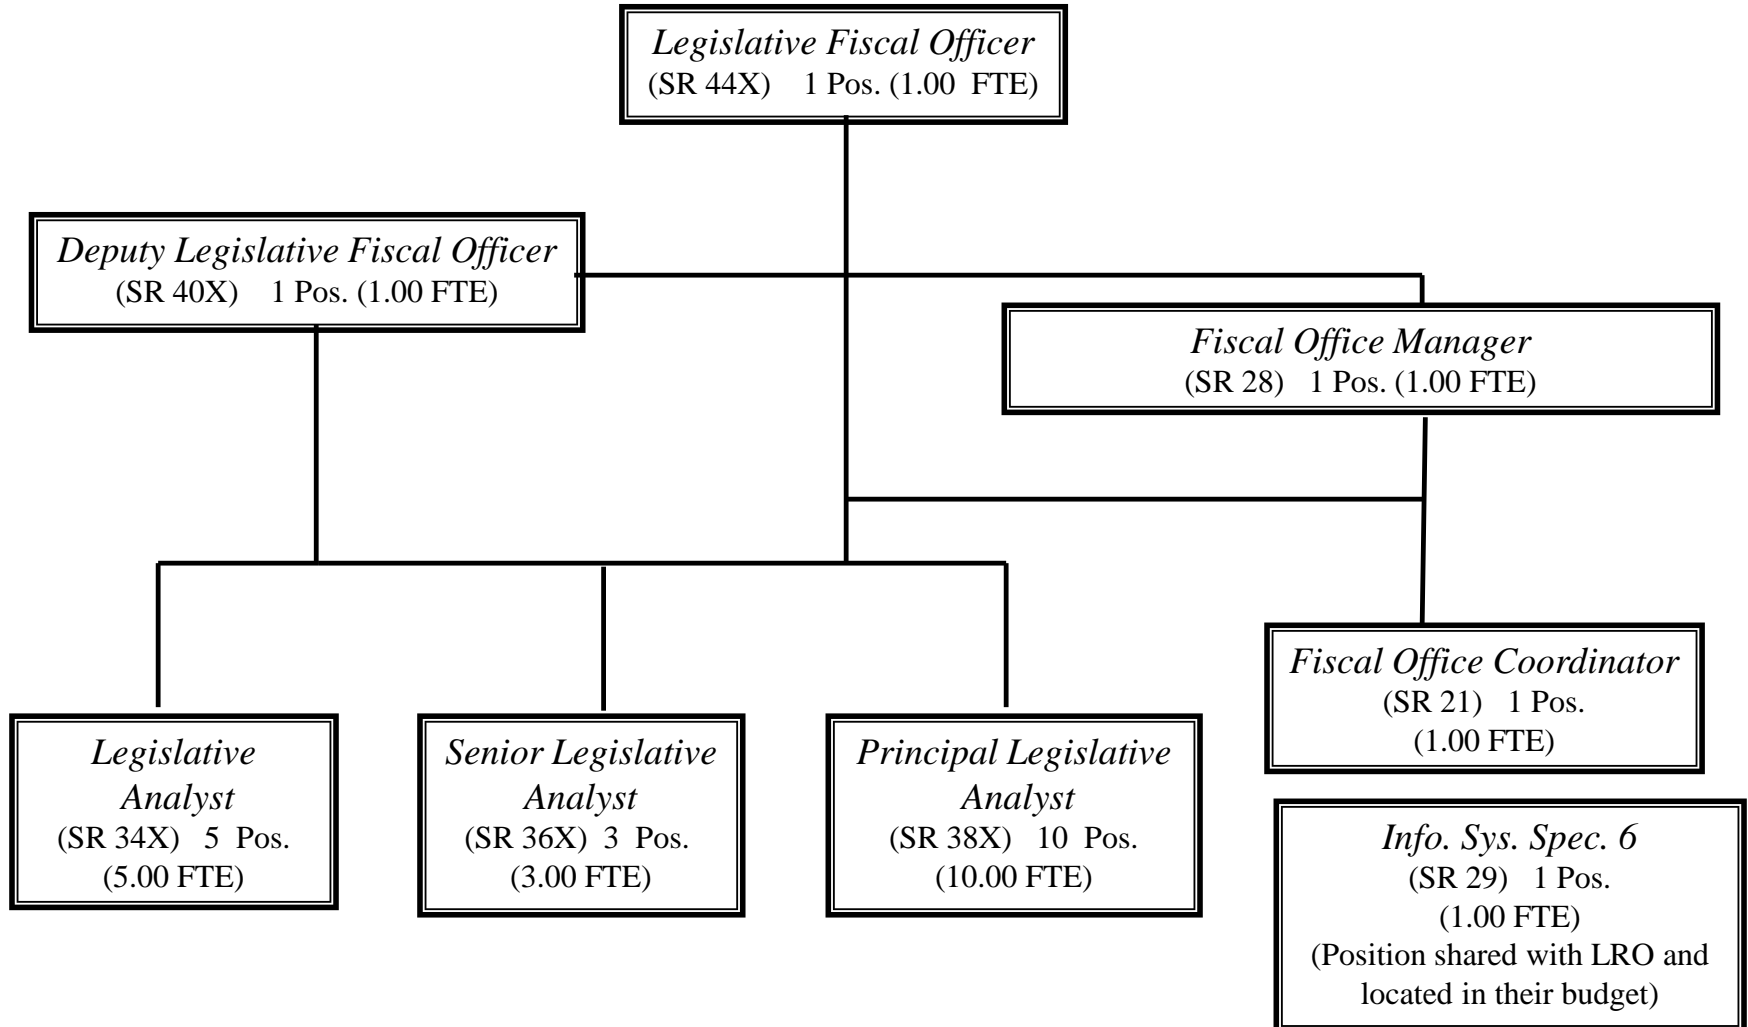 Legislative Fiscal Officer
(SR 44X) 1 Pos. (1.00 FTE)
Deputy Legislative Fiscal Officer
(SR 40X) 1 Pos. (1.00 FTE)
Fiscal Office Manager
(SR 28) 1 Pos. (1.00 FTE)
Legislative
Analyst
(SR 34X) 5 Pos.
(5.00 FTE)
Senior Legislative
Analyst
(SR 36X) 3 Pos.
(3.00 FTE)
Principal Legislative
Analyst
(SR 38X) 10 Pos.
(10.00 FTE)
Fiscal Office Coordinator
(SR 21) 1 Pos.
(1.00 FTE)
Info. Sys. Spec. 6
(SR 29) 1 Pos.
(1.00 FTE)
(Position shared with LRO and
located in their budget)